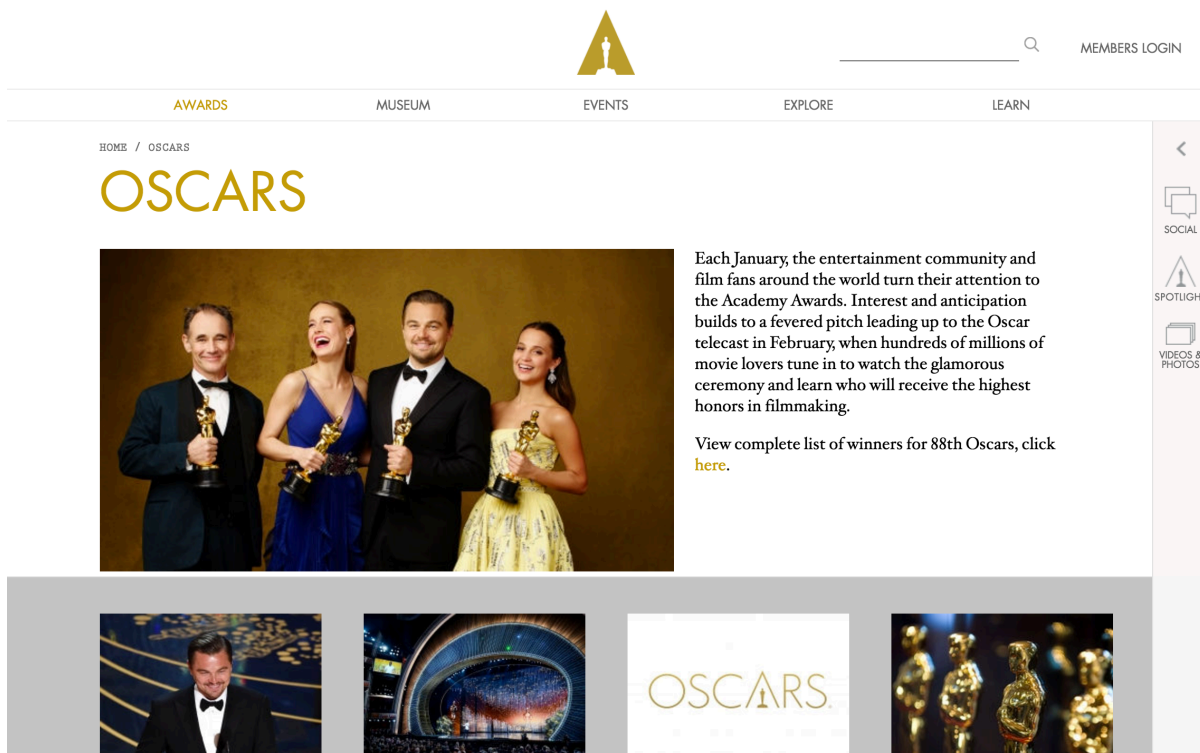 MEMBERS LOGIN
AWARDS MUSEUM EVENTS EXPLORE LEARN
HOME / OSCARS
OSCARS
Each January, the entertainment community and
film fans around the world turn their attention to
the Academy Awards. Interest and anticipation
builds to a fevered pitch leading up to the Oscar
telecast in February, when hundreds of millions of
movie lovers tune in to watch the glamorous
ceremony and learn who will receive the highest
honors in filmmaking.
View complete list of winners for 88th Oscars, click
here.
SOCIAL
SPOTLIGH
VIDEOS &
PHOTOS
OSCARS